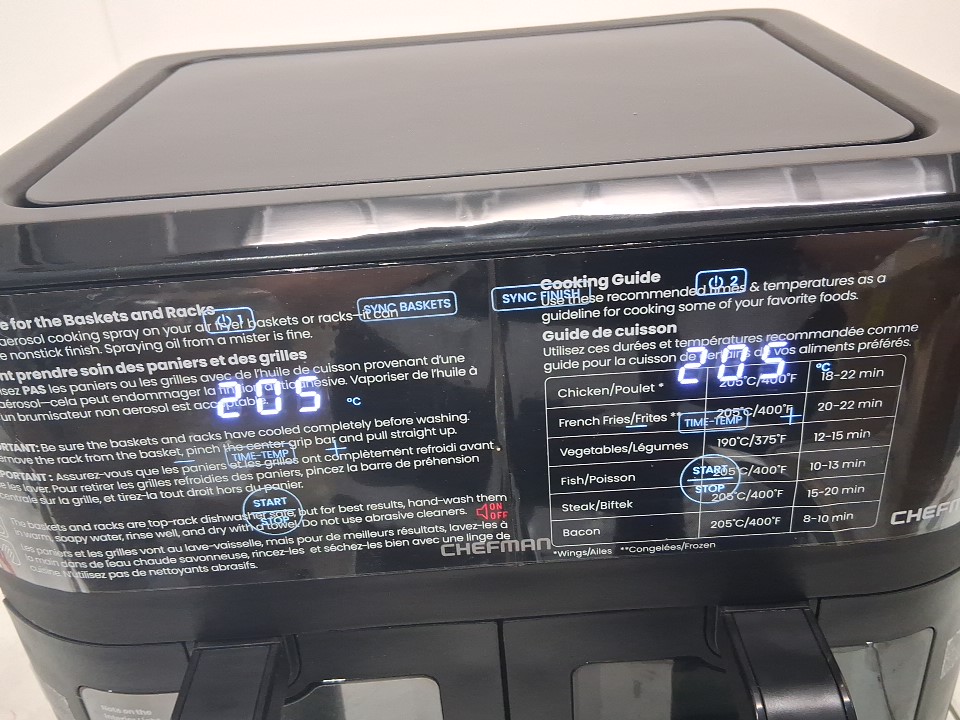 e for the Baskets and Racks
aerosol cooking spray on your air fryer baskets or racks—it can
e nonstick finish. Spraying oil from a mister is fine.
nt prendre soin des paniers et des grilles
isez PAS les paniers ou les grilles avec de l'huile de cuisson provenant d'une
aérosol—cela peut endommager la finition antiadhésive. Vaporiser de l'huile à
un brumisateur non aérosol est acceptable.
RTANT: Be sure the baskets and racks have cooled completely before washing.
emove the rack from the basket, pinch the center grip bar and pull straight up.
PORTANT : Assurez-vous que les paniers et les grilles ont complètement refroidi avant
les laver. Pour retirer les grilles refroidies des paniers, pincez la barre de préhension
centrale sur la grille, et tirez-la tout droit hors du panier.
The baskets and racks are top-rack dishwasher safe, but for best results, hand-wash them
in warm, soapy water, rinse well, and dry with a towel. Do not use abrasive cleaners.
Les paniers et les grilles vont au lave-vaisselle, mais pour de meilleurs résultats, lavez-les à
la main dans de l'eau chaude savonneuse, rincez-les et séchez-les bien avec une linge de
cuisine. N'utilisez pas de nettoyants abrasifs.
1
SYNC BASKETS
205 °C
TIME-TEMP +
START
STOP
ON
OFF
CHEFMAN
SYNC FINISH
2
Cooking Guide
Use these recommended times & temperatures as a
guideline for cooking some of your favorite foods.
Guide de cuisson
Utilisez ces durées et températures recommandée comme
guide pour la cuisson de certains de vos aliments préférés.
205 °C
Chicken/Poulet * 205°C/400°F 18-22 min
French Fries/Frites ** 205°C/400°F 20-22 min
Vegetables/Légumes 190°C/375°F 12-15 min
Fish/Poisson 205°C/400°F 10-13 min
Steak/Biftek 205°C/400°F 15-20 min
Bacon 205°C/400°F 8-10 min
*Wings/Ailes **Congelées/Frozen
− TIME-TEMP +
START
STOP
CHEFM